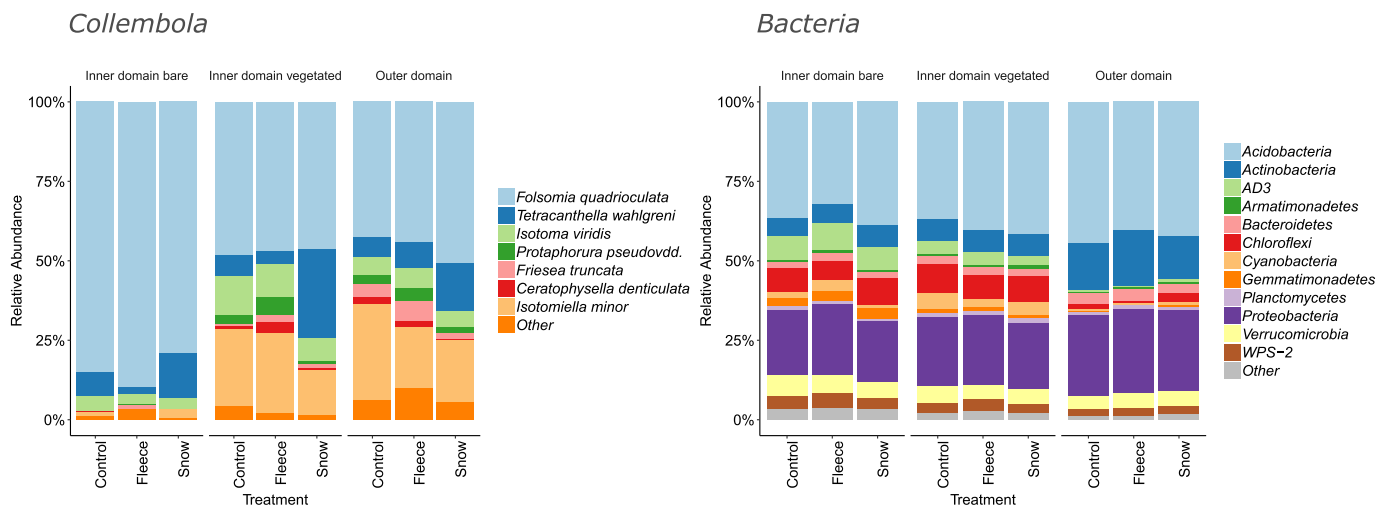 Collembola
Inner domain bare
Inner domain vegetated
Outer domain
100%
75%
50%
25%
0%
Relative Abundance
Control
Fleece
Snow
Control
Fleece
Snow
Control
Fleece
Snow
Treatment
Folsomia quadrioculata
Tetracanthella wahlgreni
Isotoma viridis
Protaphorura pseudovdd.
Friesea truncata
Ceratophysella denticulata
Isotomiella minor
Other
Bacteria
Inner domain bare
Inner domain vegetated
Outer domain
100%
75%
50%
25%
0%
Relative Abundance
Control
Fleece
Snow
Control
Fleece
Snow
Control
Fleece
Snow
Treatment
Acidobacteria
Actinobacteria
AD3
Armatimonadetes
Bacteroidetes
Chloroflexi
Cyanobacteria
Gemmatimonadetes
Planctomycetes
Proteobacteria
Verrucomicrobia
WPS−2
Other